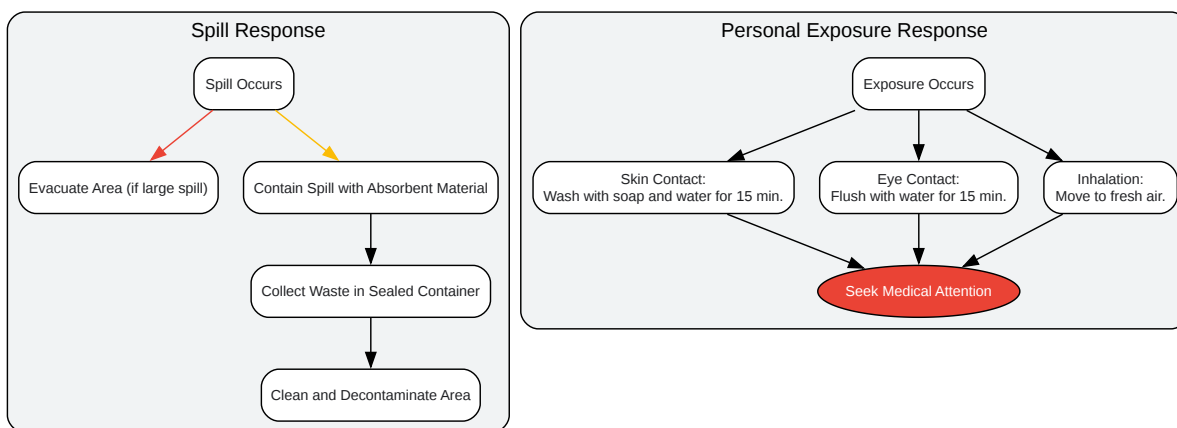 Spill Response
Spill Occurs
Evacuate Area (if large spill)
Contain Spill with Absorbent Material
Collect Waste in Sealed Container
Clean and Decontaminate Area
Personal Exposure Response
Exposure Occurs
Skin Contact:
Wash with soap and water for 15 min.
Eye Contact:
Flush with water for 15 min.
Inhalation:
Move to fresh air.
Seek Medical Attention